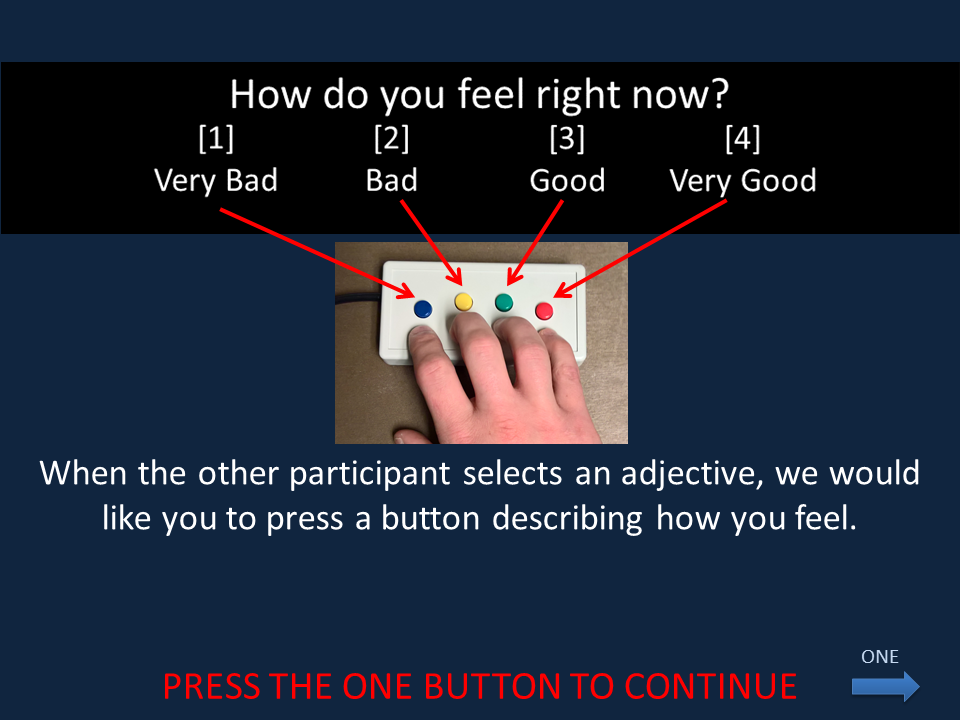 How do you feel right now?
[1] [2] [3] [4]
Very Bad Bad Good Very Good
When the other participant selects an adjective, we would
like you to press a button describing how you feel.
ONE
PRESS THE ONE BUTTON TO CONTINUE